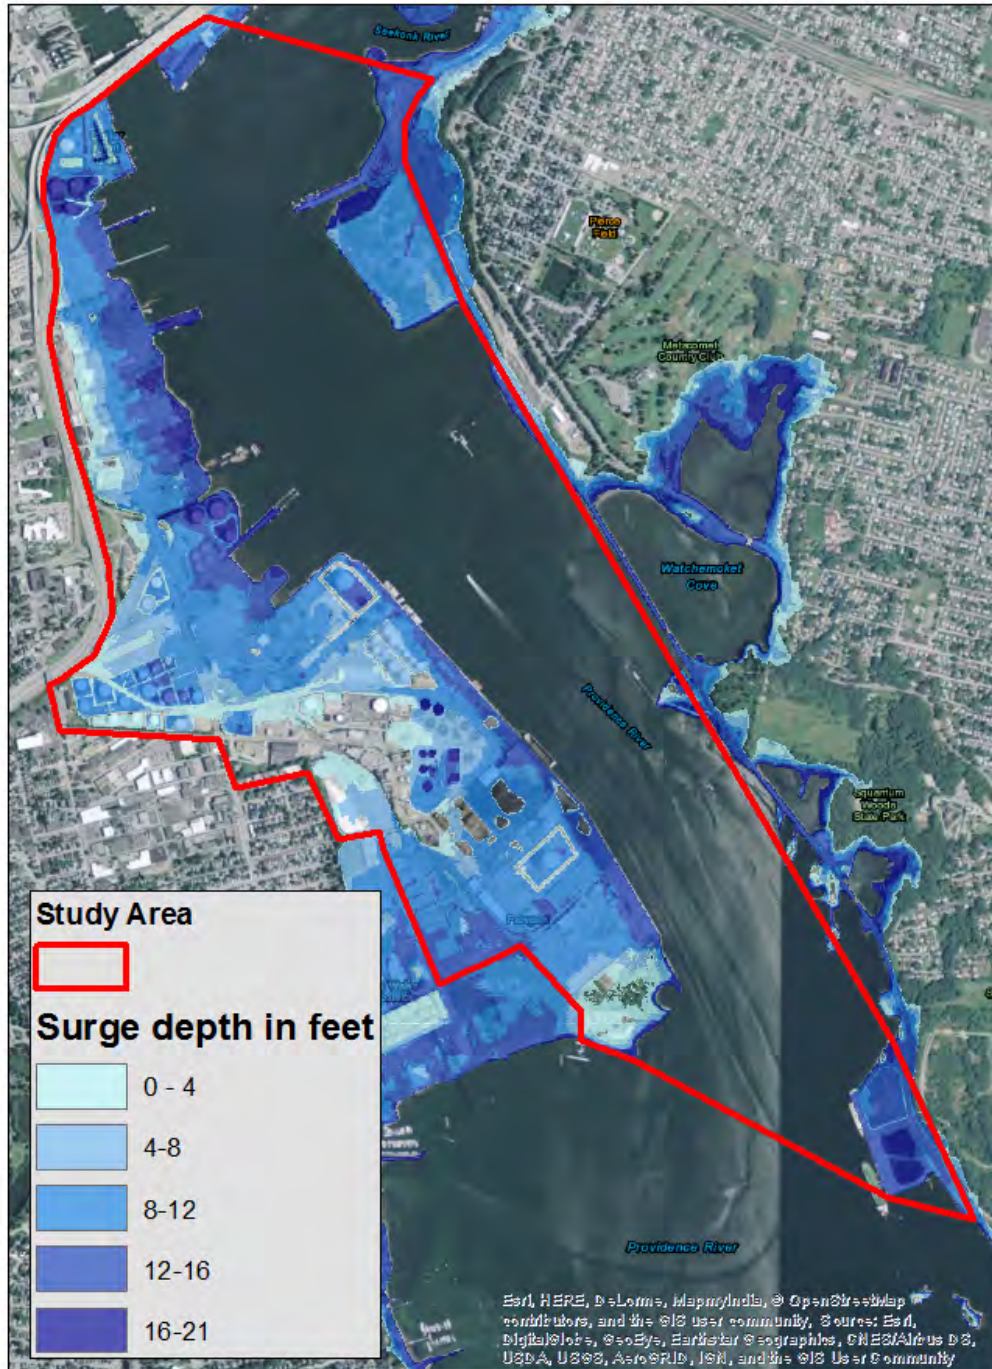 Seekonk River
Pierce
Field
Metacomet
Country Club
Watchemoket
Cove
Providence River
Squantum
Woods
State Park
Study Area
Surge depth in feet
0 - 4
4-8
8-12
12-16
16-21
Providence River
Esri, HERE, DeLorme, MapmyIndia, © OpenStreetMap
contributors, and the GIS user community, Source: Esri,
DigitalGlobe, GeoEye, Earthstar Geographics, CNES/Airbus DS,
USDA, USGS, AeroGRID, IGN, and the GIS User Community